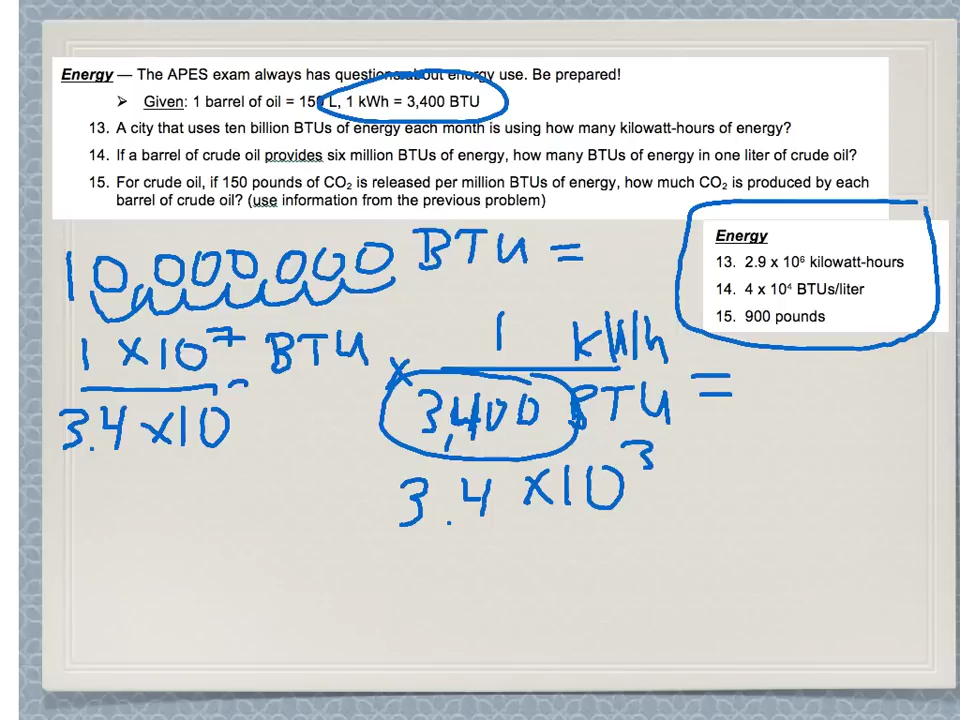 Energy — The APES exam always has questions about energy use. Be prepared!
➢ Given: 1 barrel of oil = 150 L, 1 kWh = 3,400 BTU
13. A city that uses ten billion BTUs of energy each month is using how many kilowatt-hours of energy?
14. If a barrel of crude oil provides six million BTUs of energy, how many BTUs of energy in one liter of crude oil?
15. For crude oil, if 150 pounds of CO₂ is released per million BTUs of energy, how much CO₂ is produced by each
barrel of crude oil? (use information from the previous problem)
Energy
13. 2.9 x 10⁶ kilowatt-hours
14. 4 x 10⁴ BTUs/liter
15. 900 pounds
10,000000 BTU =
1 x 10⁷ BTU x 1 kWh =
3.4 x 10 3,400 BTU
3.4 x 10³